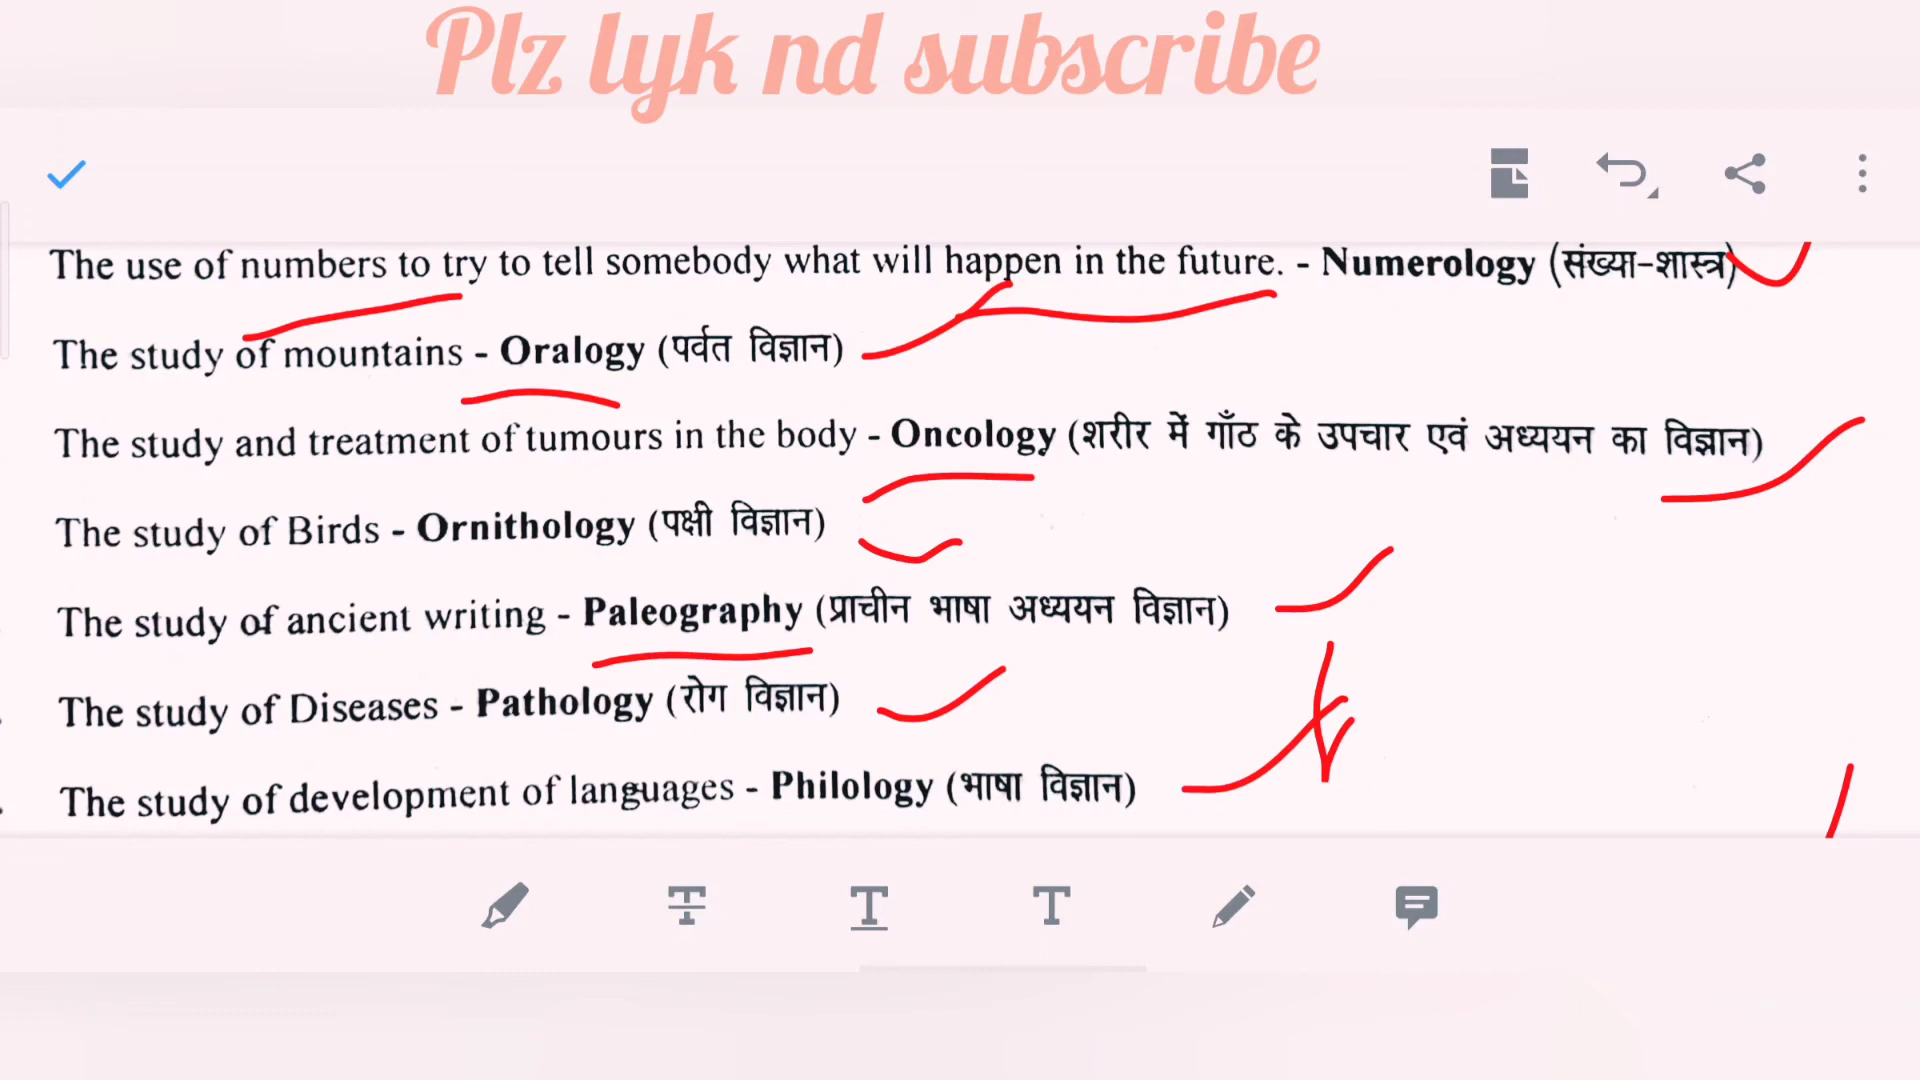 Plz lyk nd subscribe
The use of numbers to try to tell somebody what will happen in the future. - Numerology (संख्या-शास्त्र)
The study of mountains - Oralogy (पर्वत विज्ञान)
The study and treatment of tumours in the body - Oncology (शरीर में गाँठ के उपचार एवं अध्ययन का विज्ञान)
The study of Birds - Ornithology (पक्षी विज्ञान)
The study of ancient writing - Paleography (प्राचीन भाषा अध्ययन विज्ञान)
The study of Diseases - Pathology (रोग विज्ञान)
The study of development of languages - Philology (भाषा विज्ञान)